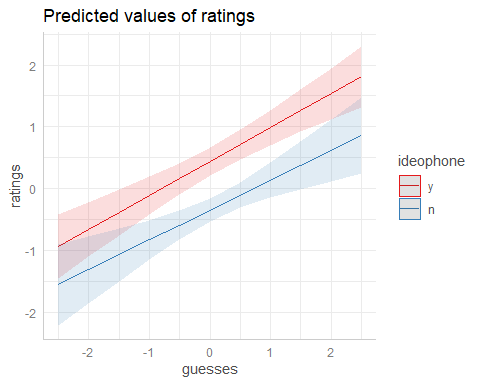 Predicted values of ratings
2
1
0
-1
-2
ratings
-2 -1 0 1 2
guesses
ideophone
y
n